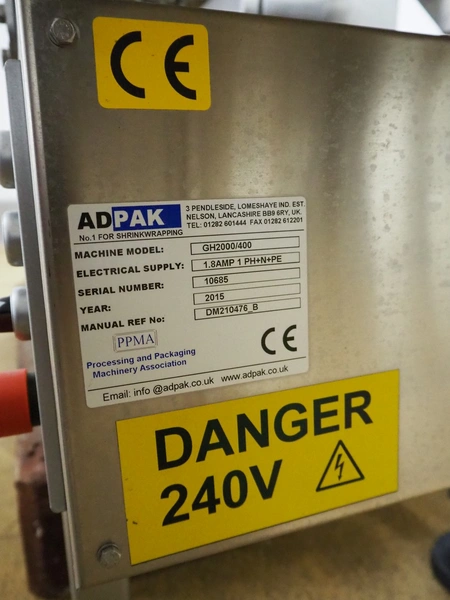 CE
ADPAK
No.1 FOR SHRINKWRAPPING
3 PENDLESIDE, LOMESHAYE IND. EST.
NELSON, LANCASHIRE BB9 6RY, UK.
TEL: 01282 601444 FAX 01282 612201
MACHINE MODEL: GH2000/400
ELECTRICAL SUPPLY: 1.8AMP 1 PH+N+PE
SERIAL NUMBER: 10685
YEAR: 2015
MANUAL REF No: DM210476_B
PPMA
CE
Processing and Packaging
Machinery Association
Email: info @adpak.co.uk www.adpak.co.uk
DANGER
240V